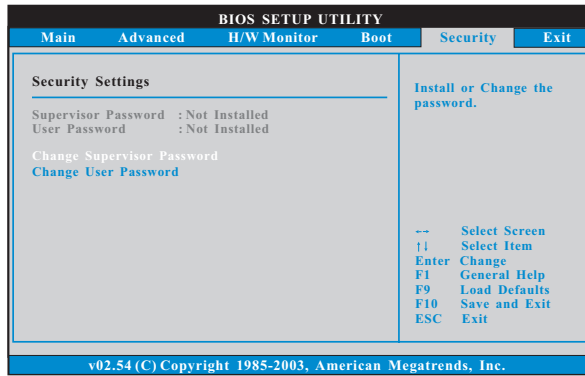 BIOS SETUP UTILITY
Main Advanced H/W Monitor Boot Security Exit
Security Settings
Supervisor Password : Not Installed
User Password : Not Installed
Change Supervisor Password
Change User Password
Install or Change the
password.
←→ Select Screen
↑↓ Select Item
Enter Change
F1 General Help
F9 Load Defaults
F10 Save and Exit
ESC Exit
v02.54 (C) Copyright 1985-2003, American Megatrends, Inc.